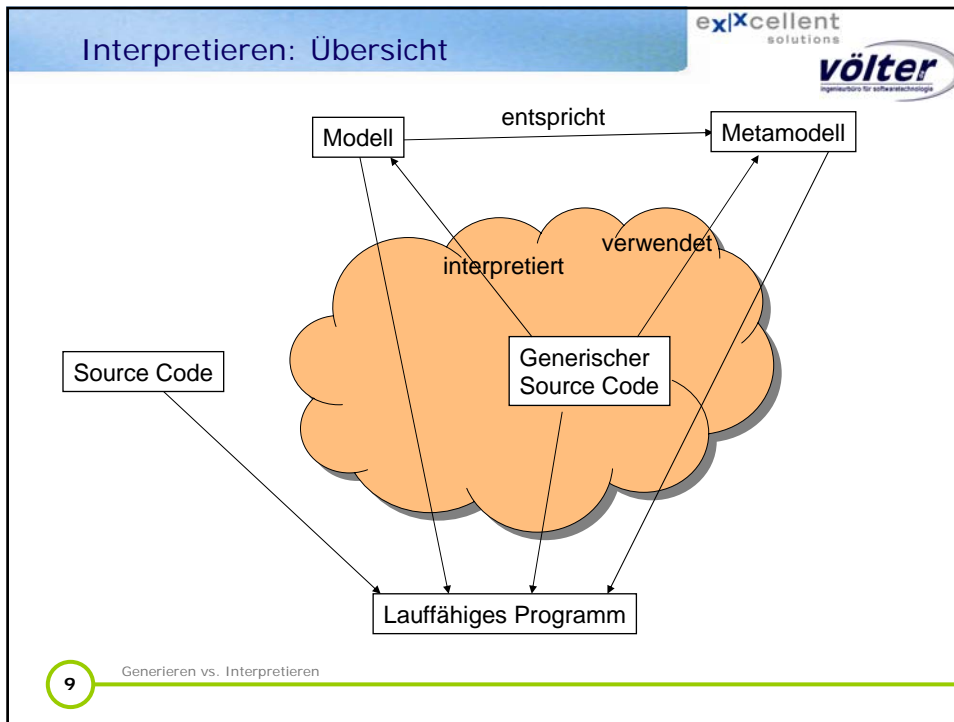 Interpretieren: Übersicht
ex|xcellent
solutions
völter
ingenieurbüro für softwaretechnologie
entspricht
Modell
Metamodell
verwendet
interpretiert
Generischer
Source Code
Source Code
Lauffähiges Programm
Generieren vs. Interpretieren
9